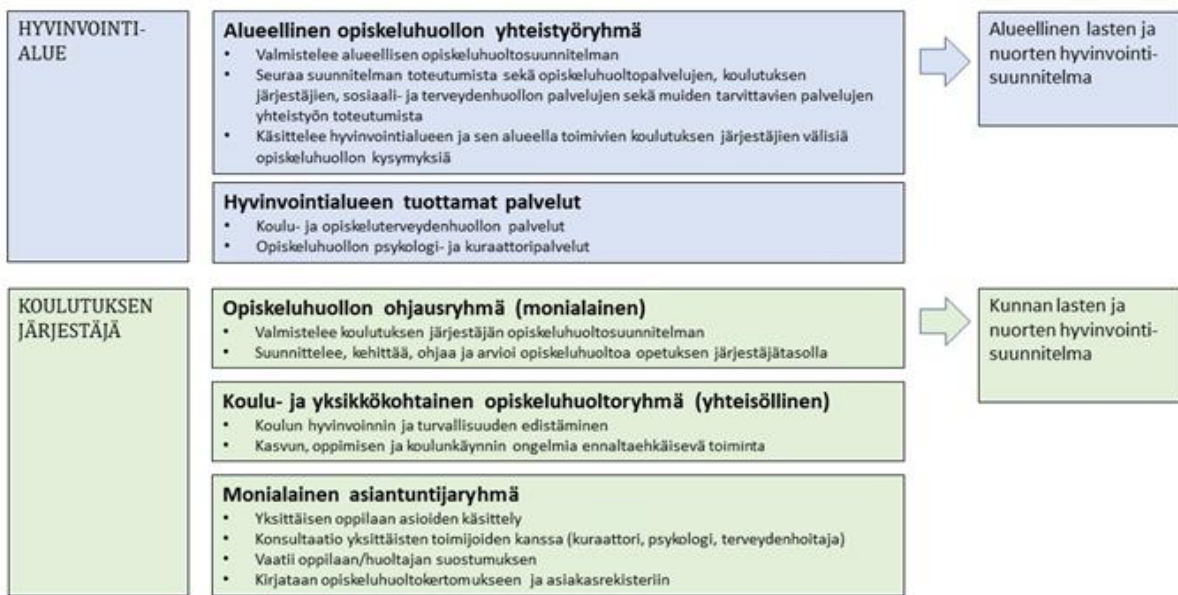 HYVINVOINTI-
ALUE
Alueellinen opiskeluhuollon yhteistyöryhmä
• Valmistelee alueellisen opiskeluhuoltosuunnitelman
• Seuraa suunnitelman toteutumista sekä opiskeluhuoltopalvelujen, koulutuksen
järjestäjien, sosiaali- ja terveydenhuollon palvelujen sekä muiden tarvittavien palvelujen
yhteistyön toteutumista
• Käsittelee hyvinvointialueen ja sen alueella toimivien koulutuksen järjestäjien välisiä
opiskeluhuollon kysymyksiä
Alueellinen lasten ja
nuorten hyvinvointi-
suunnitelma
Hyvinvointialueen tuottamat palvelut
• Koulu- ja opiskeluterveydenhuollon palvelut
• Opiskeluhuollon psykologi- ja kuraattoripalvelut
KOULUTUKSEN
JÄRJESTÄJÄ
Opiskeluhuollon ohjausryhmä (monialainen)
• Valmistelee koulutuksen järjestäjän opiskeluhuoltosuunnitelman
• Suunnittelee, kehittää, ohjaa ja arvioi opiskeluhuoltoa opetuksen järjestäjätasolla
Kunnan lasten ja
nuorten hyvinvointi-
suunnitelma
Koulu- ja yksikkökohtainen opiskeluhuoltoryhmä (yhteisöllinen)
• Koulun hyvinvoinnin ja turvallisuuden edistäminen
• Kasvun, oppimisen ja koulunkäynnin ongelmia ennaltaehkäisevä toiminta
Monialainen asiantuntijaryhmä
• Yksittäisen oppilaan asioiden käsittely
• Konsultaatio yksittäisten toimijoiden kanssa (kuraattori, psykologi, terveydenhoitaja)
• Vaatii oppilaan/huoltajan suostumuksen
• Kirjataan opiskeluhuoltokertomukseen ja asiakasrekisteriin